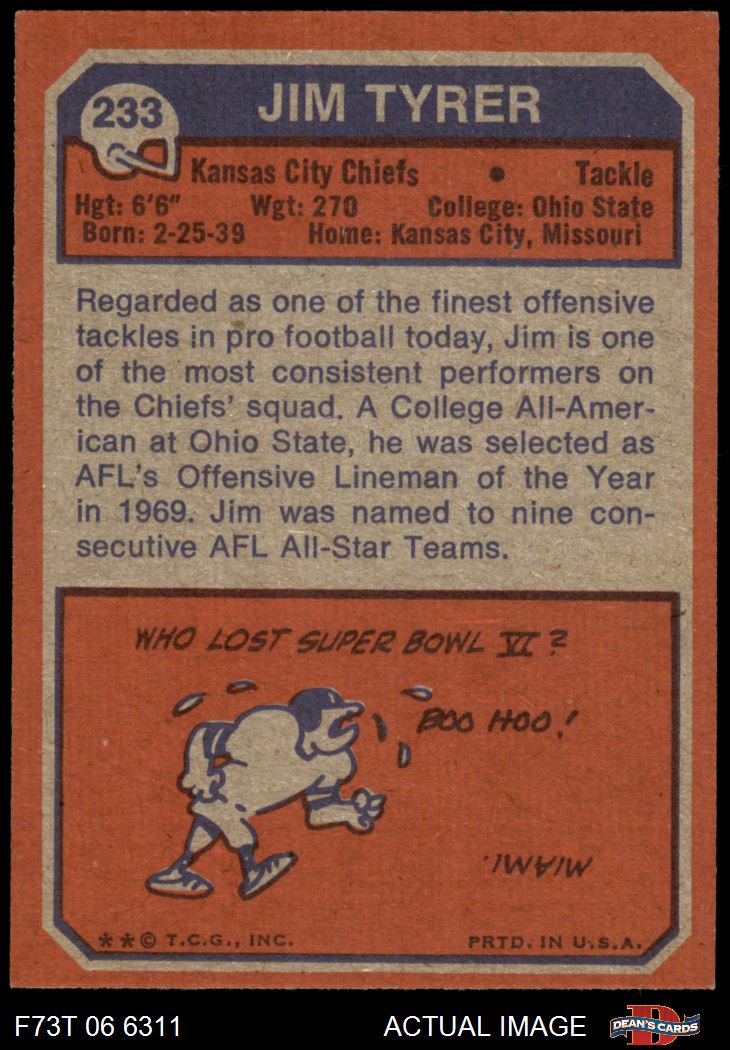 233
JIM TYRER
Kansas City Chiefs • Tackle
Hgt: 6'6" Wgt: 270 College: Ohio State
Born: 2-25-39 Home: Kansas City, Missouri
Regarded as one of the finest offensive
tackles in pro football today, Jim is one
of the most consistent performers on
the Chiefs' squad. A College All-Amer-
ican at Ohio State, he was selected as
AFL's Offensive Lineman of the Year
in 1969. Jim was named to nine con-
secutive AFL All-Star Teams.
WHO LOST SUPER BOWL VI?
BOO HOO!
MIAMI.
**© T.C.G., INC. PRTD. IN U.S.A.
F73T 06 6311 ACTUAL IMAGE
D
DEAN'S CARDS